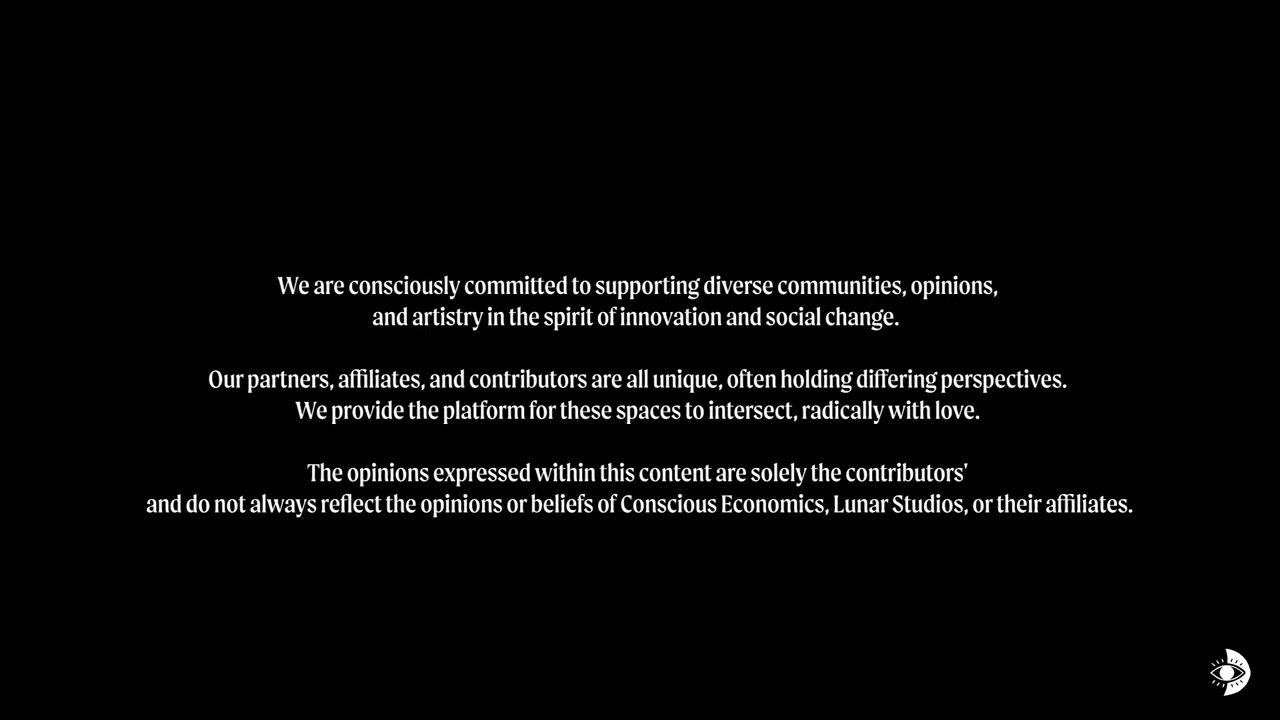 We are consciously committed to supporting diverse communities, opinions,
and artistry in the spirit of innovation and social change.
Our partners, affiliates, and contributors are all unique, often holding differing perspectives.
We provide the platform for these spaces to intersect, radically with love.
The opinions expressed within this content are solely the contributors'
and do not always reflect the opinions or beliefs of Conscious Economics, Lunar Studios, or their affiliates.